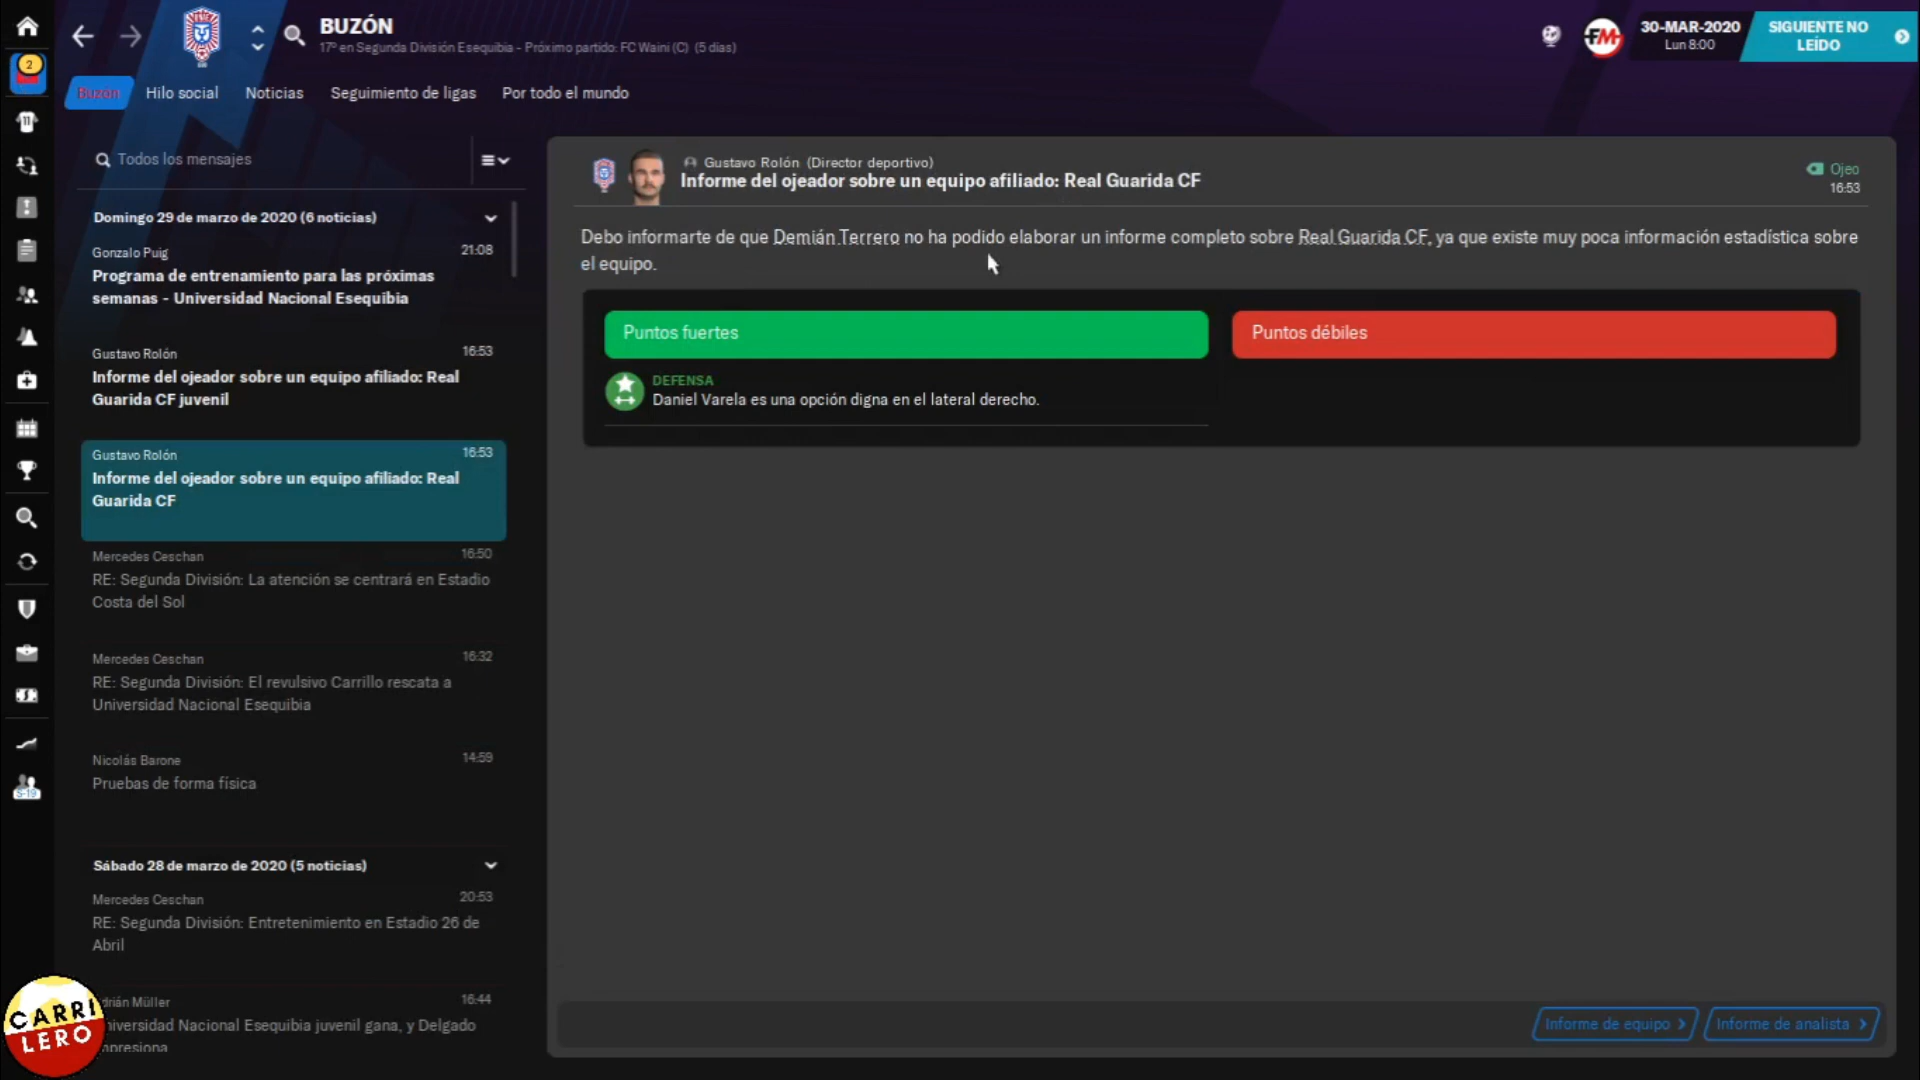 BUZÓN
17º en Segunda División Esequibia - Próximo partido: FC Waini (C) (5 días)
30-MAR-2020
Lun 8:00
SIGUIENTE NO
LEÍDO
2
Buzón
Hilo social
Noticias
Seguimiento de ligas
Por todo el mundo
Todos los mensajes
Domingo 29 de marzo de 2020 (6 noticias)
Gonzalo Puig
21:08
Programa de entrenamiento para las próximas
semanas - Universidad Nacional Esequibia
Gustavo Rolón
16:53
Informe del ojeador sobre un equipo afiliado: Real
Guarida CF juvenil
Gustavo Rolón
16:53
Informe del ojeador sobre un equipo afiliado: Real
Guarida CF
Mercedes Ceschan
16:50
RE: Segunda División: La atención se centrará en Estadio
Costa del Sol
Mercedes Ceschan
16:32
RE: Segunda División: El revulsivo Carrillo rescata a
Universidad Nacional Esequibia
Nicolás Barone
14:59
Pruebas de forma física
Sábado 28 de marzo de 2020 (5 noticias)
Mercedes Ceschan
20:53
RE: Segunda División: Entretenimiento en Estadio 26 de
Abril
drián Müller
16:44
niversidad Nacional Esequibia juvenil gana, y Delgado
mpresiona
S-19
CARRI
LERO
Gustavo Rolón (Director deportivo)
Informe del ojeador sobre un equipo afiliado: Real Guarida CF
Ojeo
16:53
Debo informarte de que Demián Terrero no ha podido elaborar un informe completo sobre Real Guarida CF, ya que existe muy poca información estadística sobre
el equipo.
Puntos fuertes
Puntos débiles
DEFENSA
Daniel Varela es una opción digna en el lateral derecho.
Informe de equipo
Informe de analista